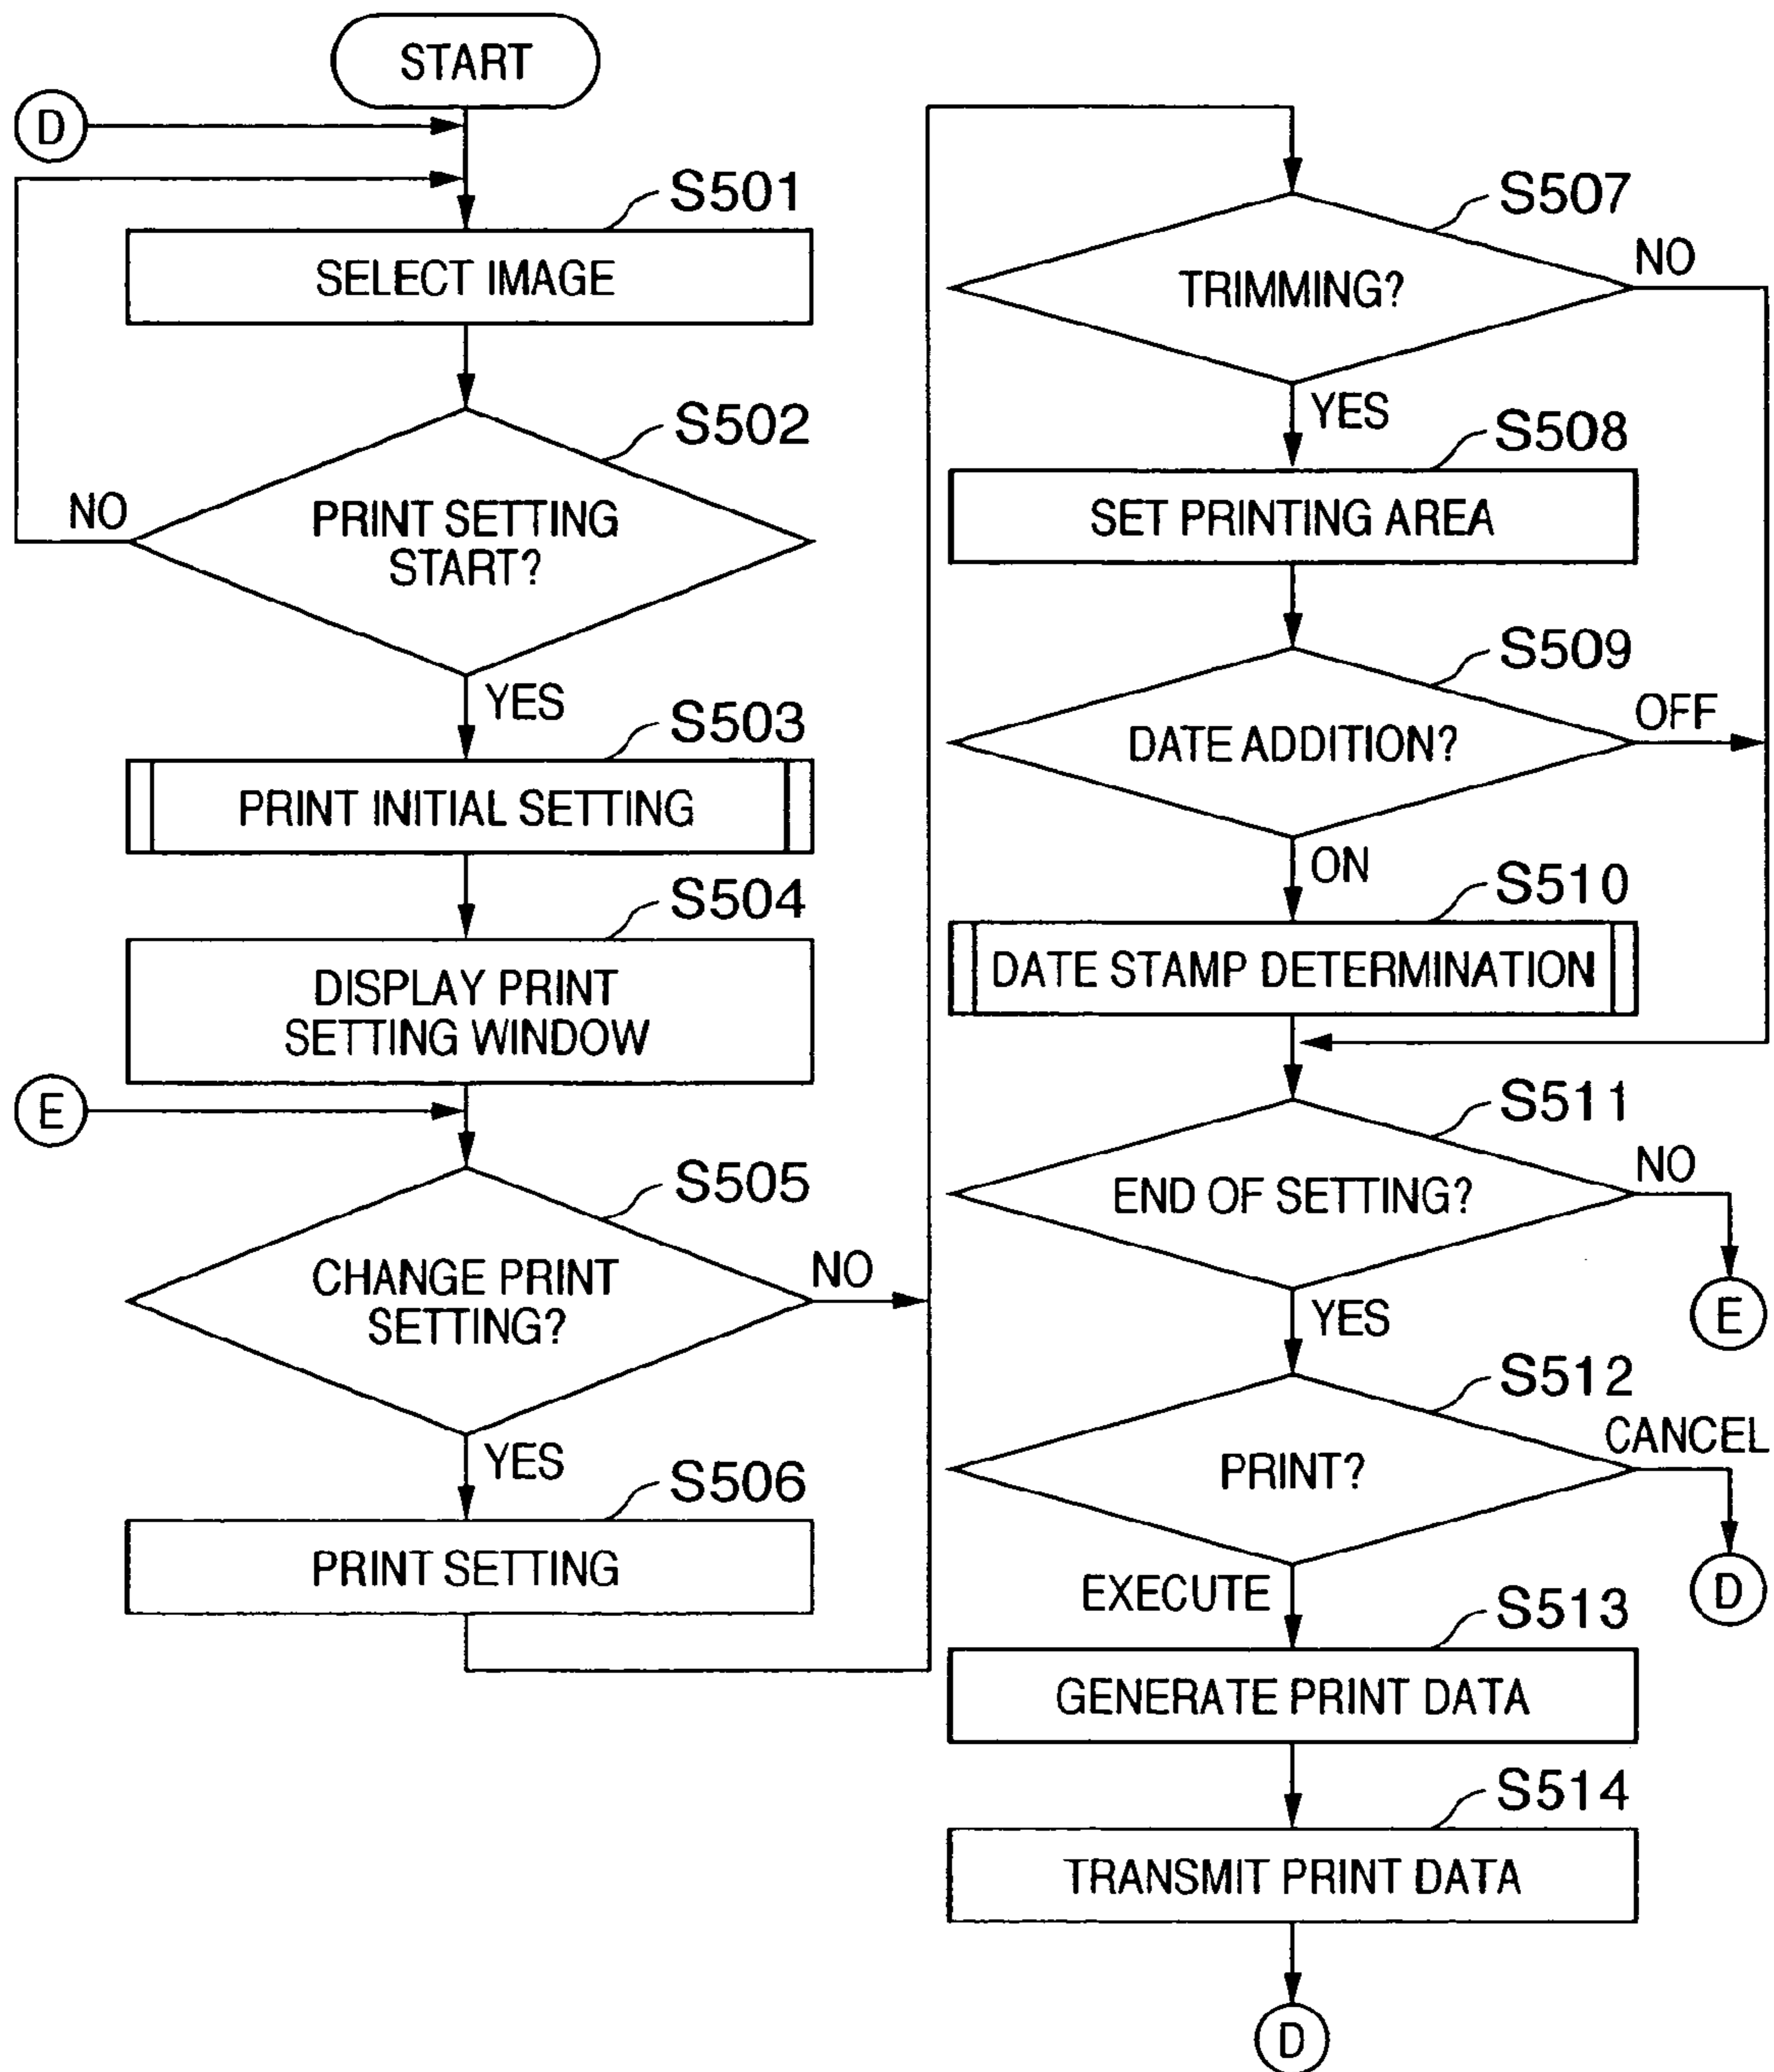 START
D
S501
SELECT IMAGE
S502
NO
PRINT SETTING
START?
YES
S503
PRINT INITIAL SETTING
S504
DISPLAY PRINT
SETTING WINDOW
E
S505
CHANGE PRINT
SETTING?
NO
YES
S506
PRINT SETTING
S507
TRIMMING?
NO
YES
S508
SET PRINTING AREA
S509
DATE ADDITION?
OFF
ON
S510
DATE STAMP DETERMINATION
S511
END OF SETTING?
NO
E
YES
S512
PRINT?
CANCEL
D
EXECUTE
S513
GENERATE PRINT DATA
S514
TRANSMIT PRINT DATA
D